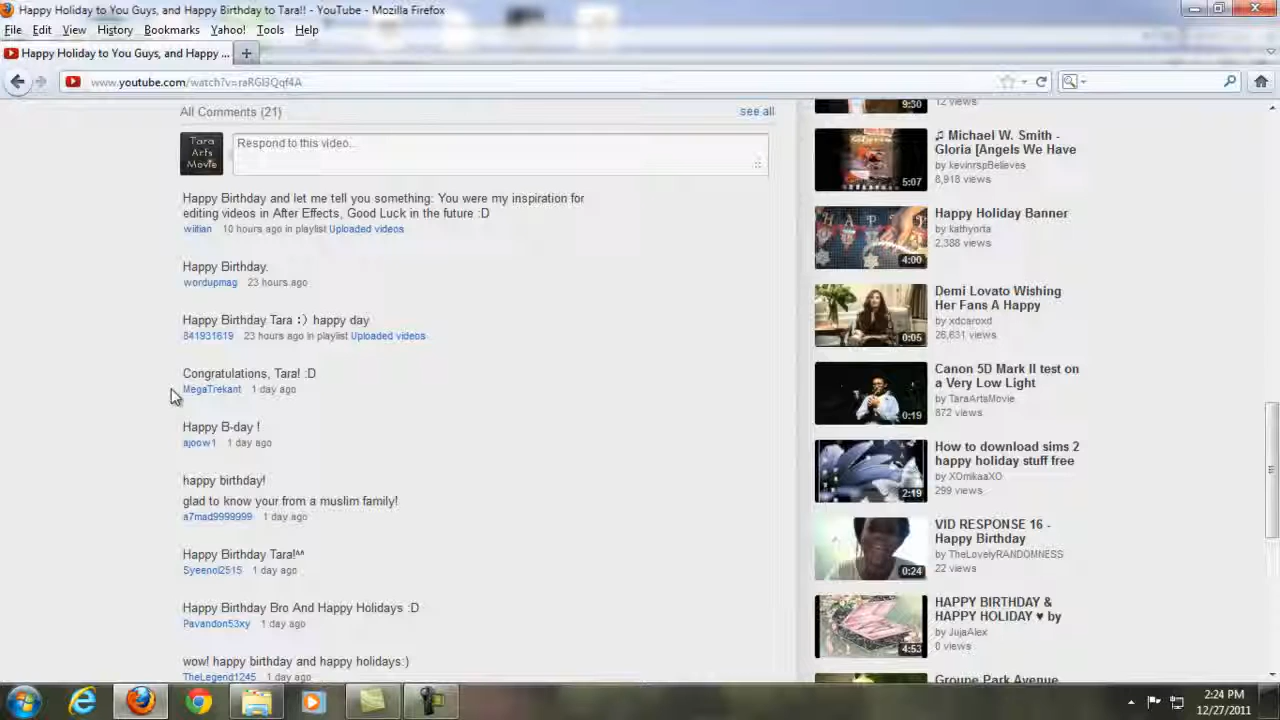 Happy Holiday to You Guys, and Happy Birthday to Tara!! - YouTube - Mozilla Firefox
File Edit View History Bookmarks Yahoo! Tools Help
Happy Holiday to You Guys, and Happy ...
www.youtube.com/watch?v=raRGl3Qqf4A
All Comments (21) see all
Tara
Arts
Movie
Respond to this video...
Happy Birthday and let me tell you something: You were my inspiration for
editing videos in After Effects, Good Luck in the future :D
wiifian 10 hours ago in playlist Uploaded videos
Happy Birthday.
wordupmag 23 hours ago
Happy Birthday Tara :) happy day
841931619 23 hours ago in playlist Uploaded videos
Congratulations, Tara! :D
MegaTrekant 1 day ago
Happy B-day !
ajoow1 1 day ago
happy birthday!
glad to know your from a muslim family!
a7mad9999999 1 day ago
Happy Birthday Tara!^^
Syeenol2515 1 day ago
Happy Birthday Bro And Happy Holidays :D
Pavandon53xy 1 day ago
wow! happy birthday and happy holidays:)
TheLegend1245 1 day ago
9:30
12 views
♫ Michael W. Smith -
Gloria [Angels We Have
by kevinrspBelieves
8,918 views
5:07
Happy Holiday Banner
by kathyorta
2,388 views
4:00
Demi Lovato Wishing
Her Fans A Happy
by xdcaroxd
26,631 views
0:05
Canon 5D Mark II test on
a Very Low Light
by TaraArtsMovie
872 views
0:19
How to download sims 2
happy holiday stuff free
by XOmikaaXO
299 views
2:19
VID RESPONSE 16 -
Happy Birthday
by TheLovelyRANDOMNESS
22 views
0:24
HAPPY BIRTHDAY &
HAPPY HOLIDAY ♥ by
by JujaAlex
0 views
4:53
Groupe Park Avenue
2:24 PM
12/27/2011